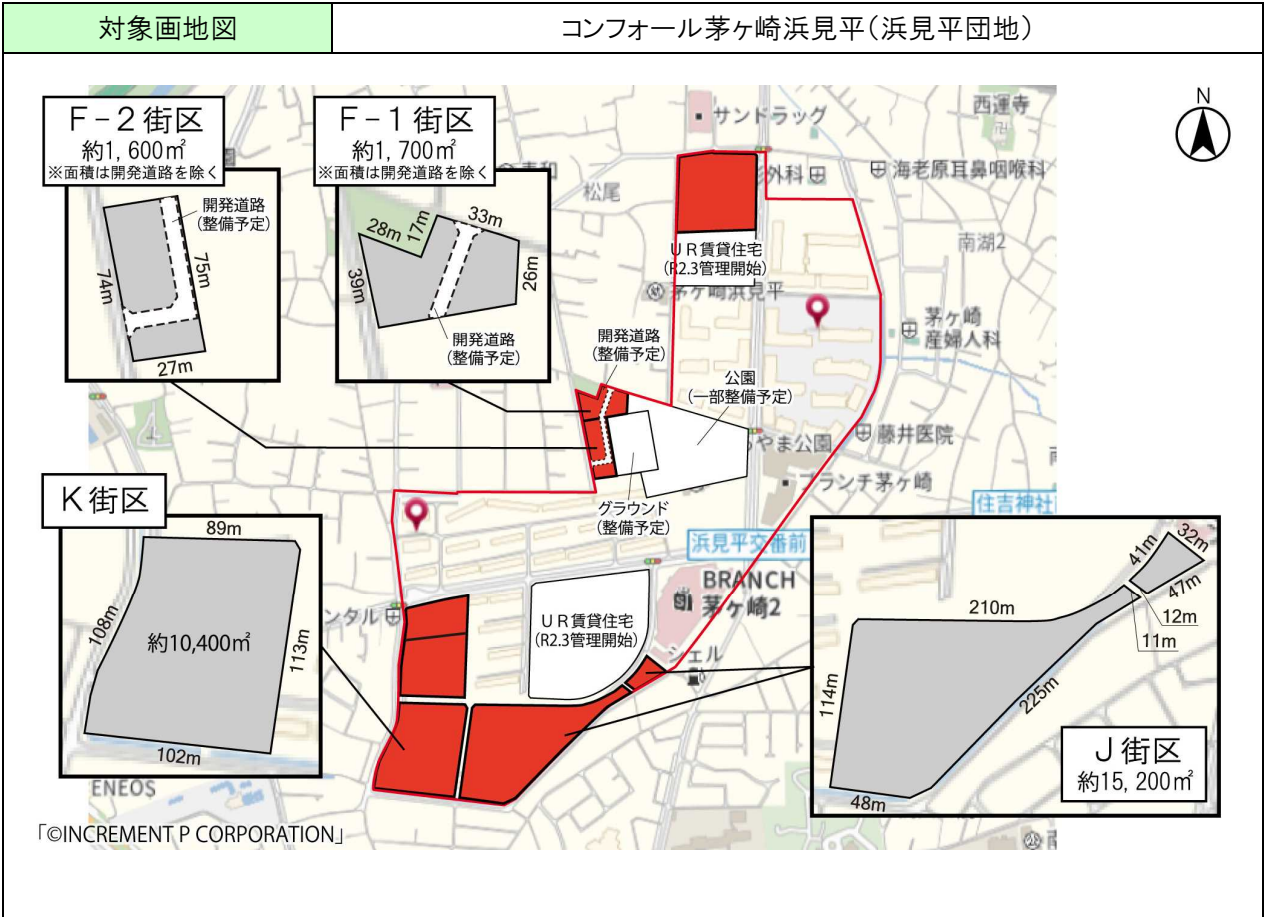 対象画地図
コンフォール茅ヶ崎浜見平(浜見平団地)
N
F-2街区
約1,600㎡
※面積は開発道路を除く
開発道路
(整備予定)
74m
75m
27m
F-1街区
約1,700㎡
※面積は開発道路を除く
28m
17m
33m
39m
26m
開発道路
(整備予定)
サンドラッグ
西運寺
外科
海老原耳鼻咽喉科
松尾
南湖2
UR賃貸住宅
(R2.3管理開始)
茅ヶ崎浜見平
茅ヶ崎
産婦人科
開発道路
(整備予定)
公園
(一部整備予定)
やま公園
藤井医院
ブランチ茅ヶ崎
グラウンド
(整備予定)
住吉神社
浜見平交番前
K街区
89m
108m
約10,400㎡
113m
102m
ンタル
UR賃貸住宅
(R2.3管理開始)
BRANCH
茅ヶ崎2
シェル
41m
32m
47m
210m
12m
11m
114m
225m
48m
J街区
約15,200㎡
ENEOS
「©INCREMENT P CORPORATION」